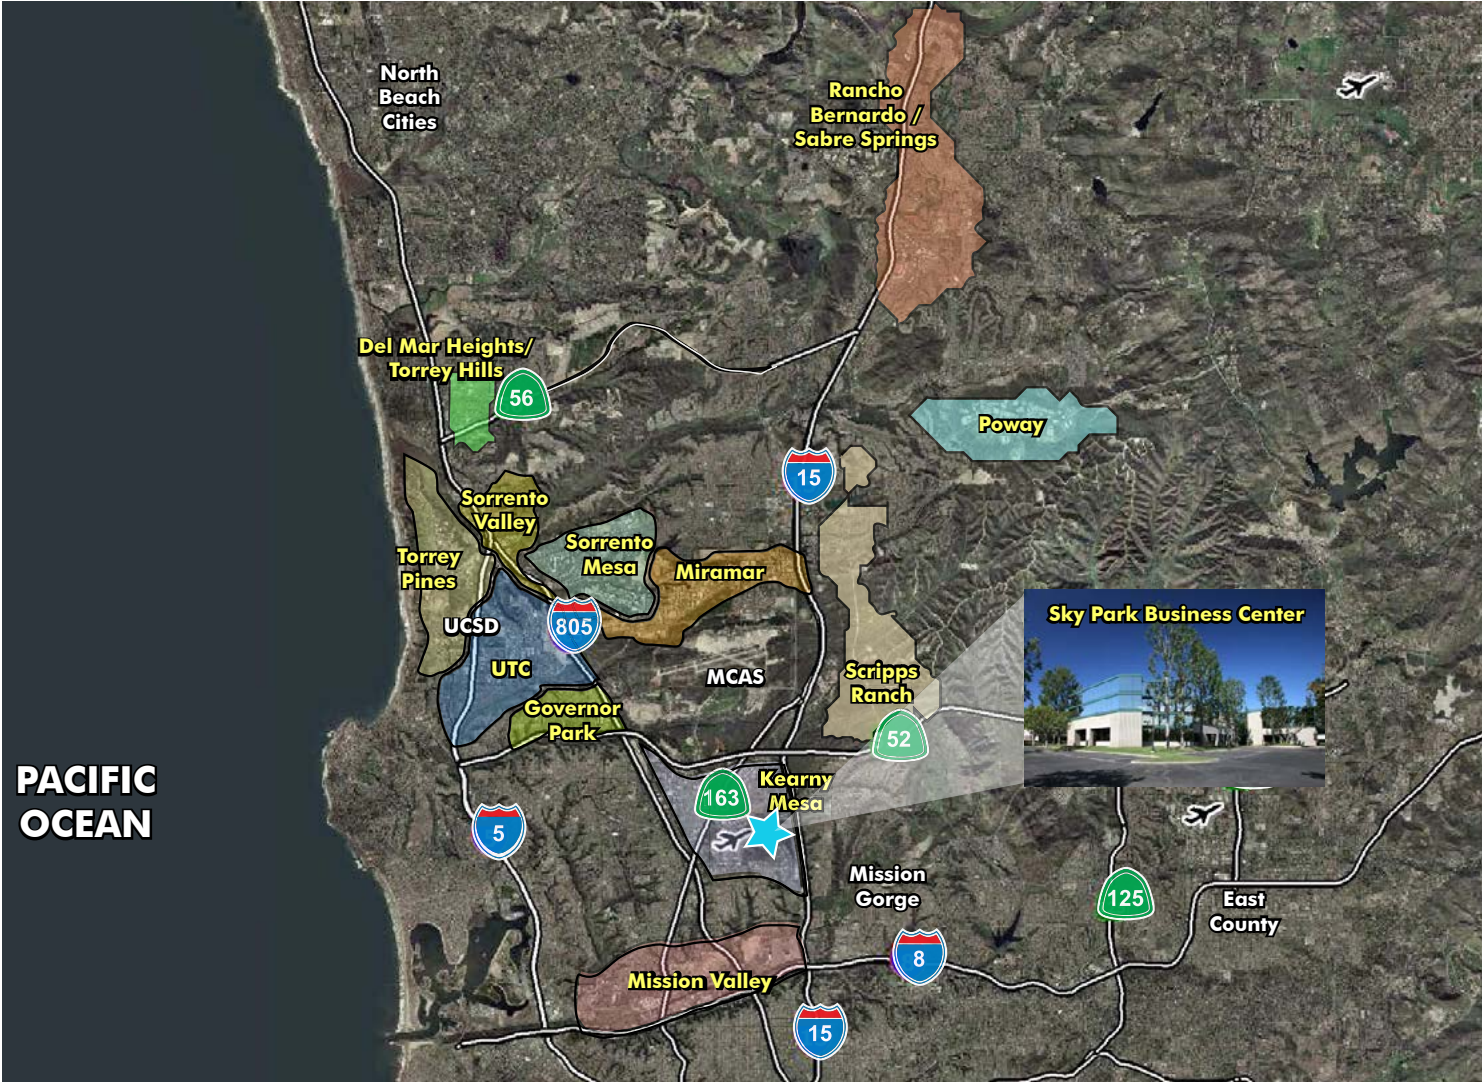 North
Beach
Cities
Rancho
Bernardo /
Sabre Springs
Del Mar Heights/
Torrey Hills
56
Poway
15
Sorrento
Valley
Torrey
Pines
Sorrento
Mesa
Miramar
UCSD
805
UTC
MCAS
Scripps
Ranch
Governor
Park
52
Sky Park Business Center
PACIFIC
OCEAN
5
163
Kearny
Mesa
Mission
Gorge
125
East
County
8
Mission Valley
15